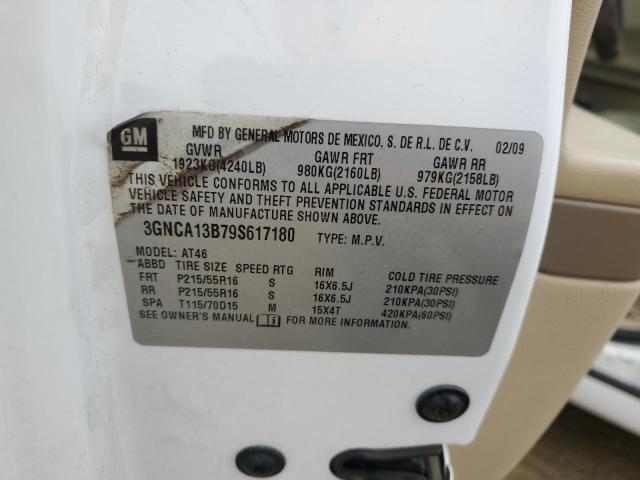 GM
MFD BY GENERAL MOTORS DE MEXICO, S. DE R.L. DE C.V. 02/09
GVWR GAWR FRT GAWR RR
1923KG(4240LB) 980KG(2160LB) 979KG(2158LB)
THIS VEHICLE CONFORMS TO ALL APPLICABLE U.S. FEDERAL MOTOR
VEHICLE SAFETY AND THEFT PREVENTION STANDARDS IN EFFECT ON
THE DATE OF MANUFACTURE SHOWN ABOVE.
3GNCA13B79S617180 TYPE: M.P.V.
MODEL: AT46
ABBD TIRE SIZE SPEED RTG RIM COLD TIRE PRESSURE
FRT P215/55R16 S 16X6.5J 210KPA(30PSI)
RR P215/55R16 S 16X6.5J 210KPA(30PSI)
SPA T115/70D15 M 15X4T 420KPA(60PSI)
SEE OWNER'S MANUAL FOR MORE INFORMATION.